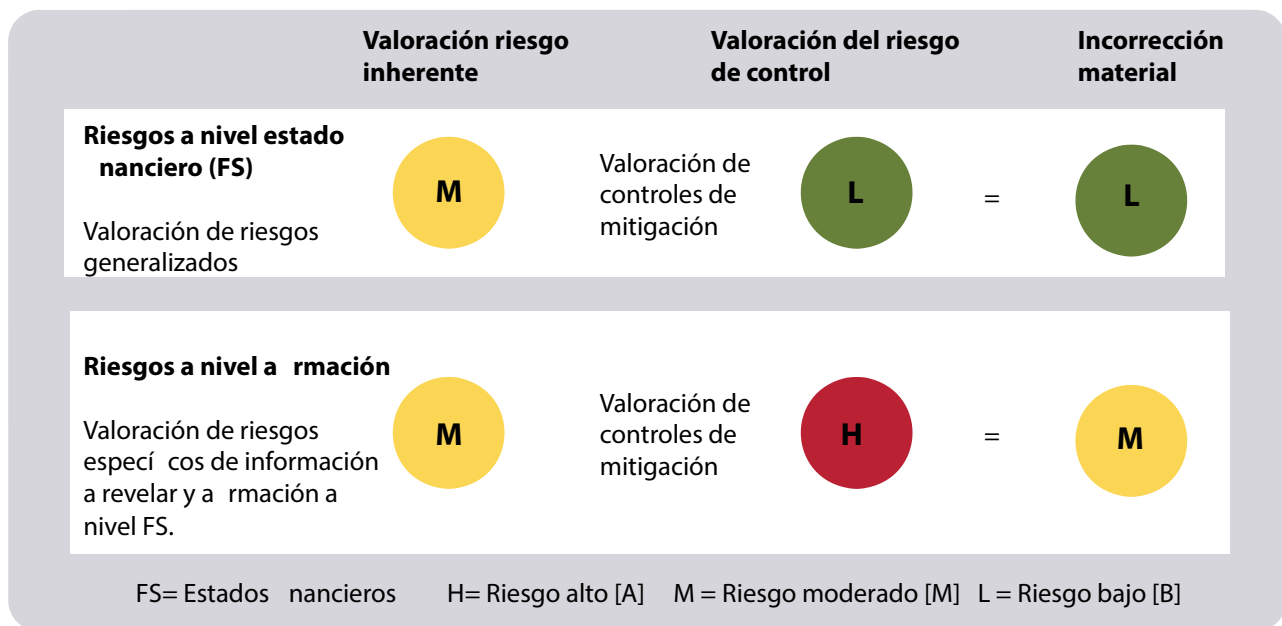 Valoración riesgo
inherente
Valoración del riesgo
de control
Incorrección
material
Riesgos a nivel estado
nanciero (FS)
Valoración de riesgos
generalizados
M
Valoración de
controles de
mitigación
L
=
L
Riesgos a nivel a rmación
Valoración de riesgos
especí cos de información
a revelar y a rmación a
nivel FS.
M
Valoración de
controles de
mitigación
H
=
M
FS= Estados nancieros H= Riesgo alto [A] M = Riesgo moderado [M] L = Riesgo bajo [B]